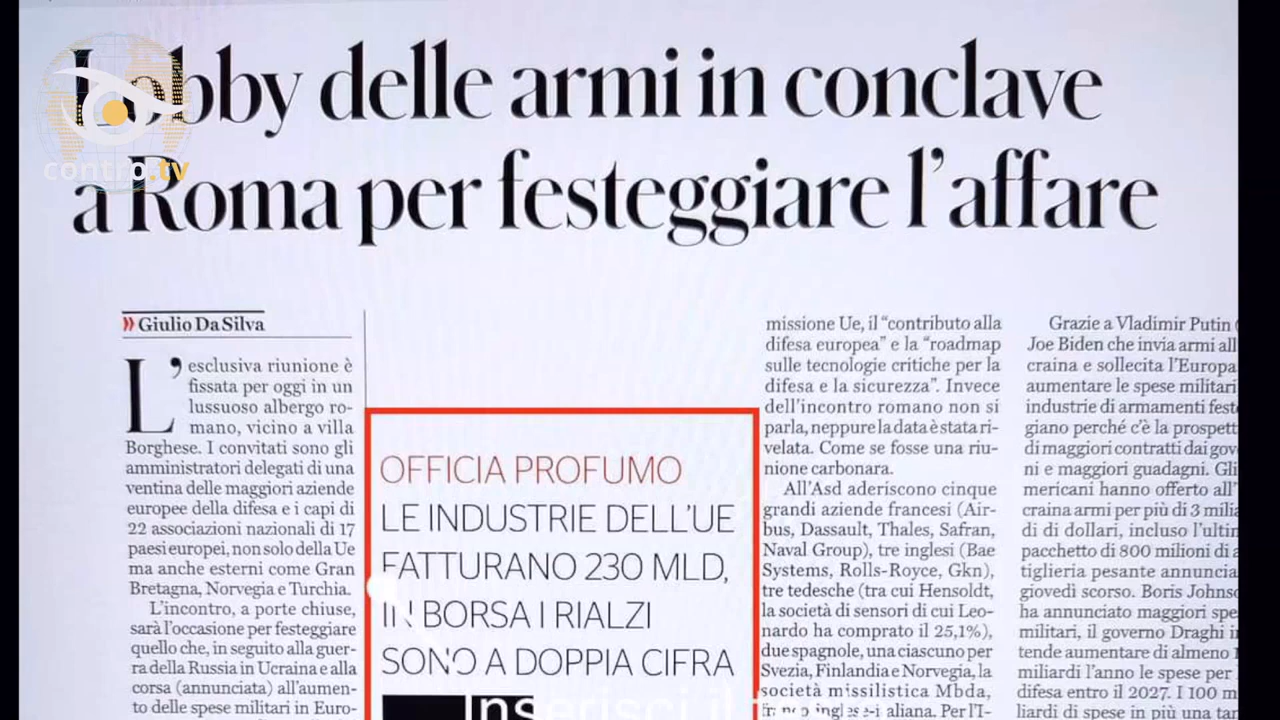 Lobby delle armi in conclave
a Roma per festeggiare l'affare
contro.tv
» Giulio Da Silva
L'esclusiva riunione è
fissata per oggi in un
lussuoso albergo ro-
mano, vicino a villa
Borghese. I convitati sono gli
amministratori delegati di una
ventina delle maggiori aziende
europee della difesa e i capi di
22 associazioni nazionali di 17
paesi europei, non solo della Ue
ma anche esterni come Gran
Bretagna, Norvegia e Turchia.
L'incontro, a porte chiuse,
sarà l'occasione per festeggiare
quello che, in seguito alla guer-
ra della Russia in Ucraina e alla
corsa (annunciata) all'aumen-
to delle spese militari in Euro-
OFFICIA PROFUMO
LE INDUSTRIE DELL'UE
FATTURANO 230 MLD,
IN BORSA I RIALZI
SONO A DOPPIA CIFRA
Inserisci il
missione Ue, il “contributo alla
difesa europea” e la “roadmap
sulle tecnologie critiche per la
difesa e la sicurezza”. Invece
dell'incontro romano non si
parla, neppure la data è stata ri-
velata. Come se fosse una riu-
nione carbonara.
All'Asd aderiscono cinque
grandi aziende francesi (Air-
bus, Dassault, Thales, Safran,
Naval Group), tre inglesi (Bae
Systems, Rolls-Royce, Gkn),
tre tedesche (tra cui Hensoldt,
la società di sensori di cui Leo-
nardo ha comprato il 25,1%),
due spagnole, una ciascuno per
Svezia, Finlandia e Norvegia, la
società missilistica Mbda,
Per l'I-
Grazie a Vladimir Putin
Joe Biden che invia armi all
craina e sollecita l'Europa
aumentare le spese militari
industrie di armamenti fest
giano perché c'è la prospett
di maggiori contratti dai gov
ni e maggiori guadagni. Gli
mericani hanno offerto all'
craina armi per più di 3 milia
di di dollari, incluso l'ultin
pacchetto di 800 milioni di a
tiglieria pesante annuncia
giovedì scorso. Boris Johnso
ha annunciato maggiori spe
militari, il governo Draghi i
tende aumentare di almeno 1
miliardi l'anno le spese per
difesa entro il 2027. I 100 m
liardi di spese in più una tan